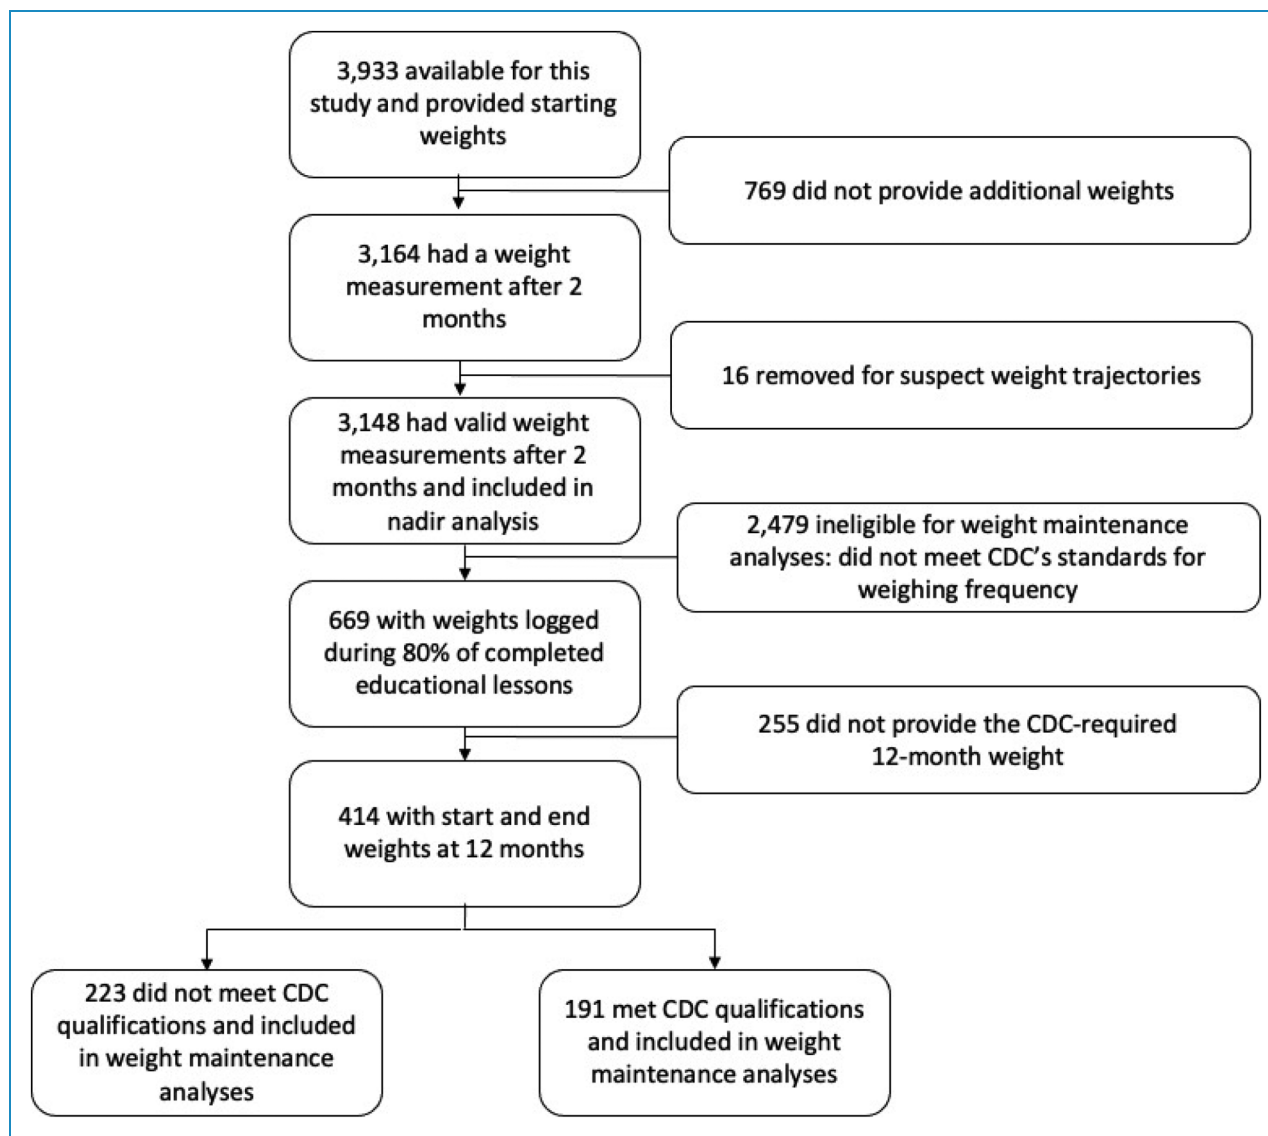 3,933 available for this
study and provided starting
weights
769 did not provide additional weights
3,164 had a weight
measurement after 2
months
16 removed for suspect weight trajectories
3,148 had valid weight
measurements after 2
months and included in
nadir analysis
2,479 ineligible for weight maintenance
analyses: did not meet CDC’s standards for
weighing frequency
669 with weights logged
during 80% of completed
educational lessons
255 did not provide the CDC-required
12-month weight
414 with start and end
weights at 12 months
223 did not meet CDC
qualifications and included
in weight maintenance
analyses
191 met CDC qualifications
and included in weight
maintenance analyses